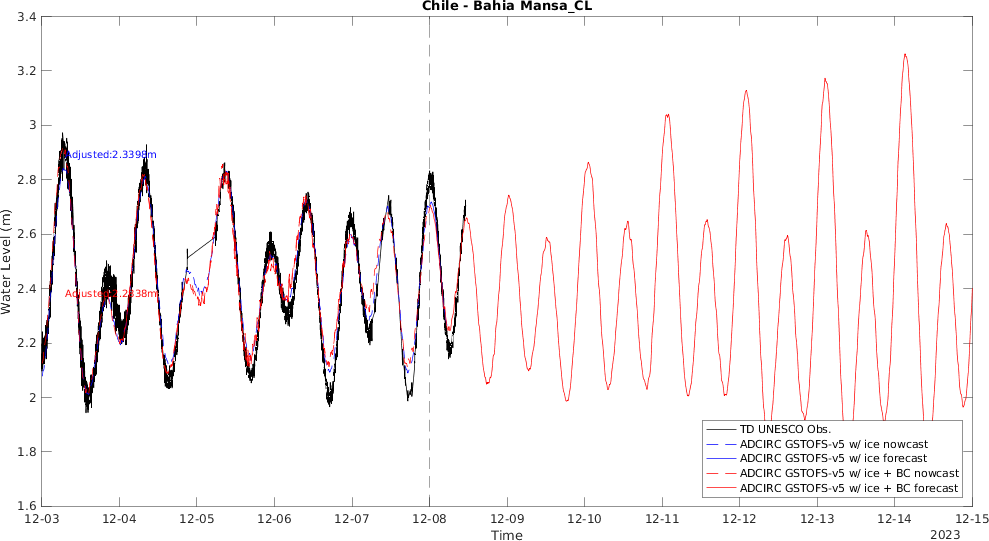 Chile - Bahia Mansa_CL
3.4
3.2
3
2.8
2.6
2.4
2.2
2
1.8
1.6
Water Level (m)
Adjusted:2.3398m
TD UNESCO Obs.
ADCIRC GSTOFS-v5 w/ ice nowcast
ADCIRC GSTOFS-v5 w/ ice forecast
ADCIRC GSTOFS-v5 w/ ice + BC nowcast
ADCIRC GSTOFS-v5 w/ ice + BC forecast
12-03 12-04 12-05 12-06 12-07 12-08 12-09 12-10 12-11 12-12 12-13 12-14 12-15
Time
2023